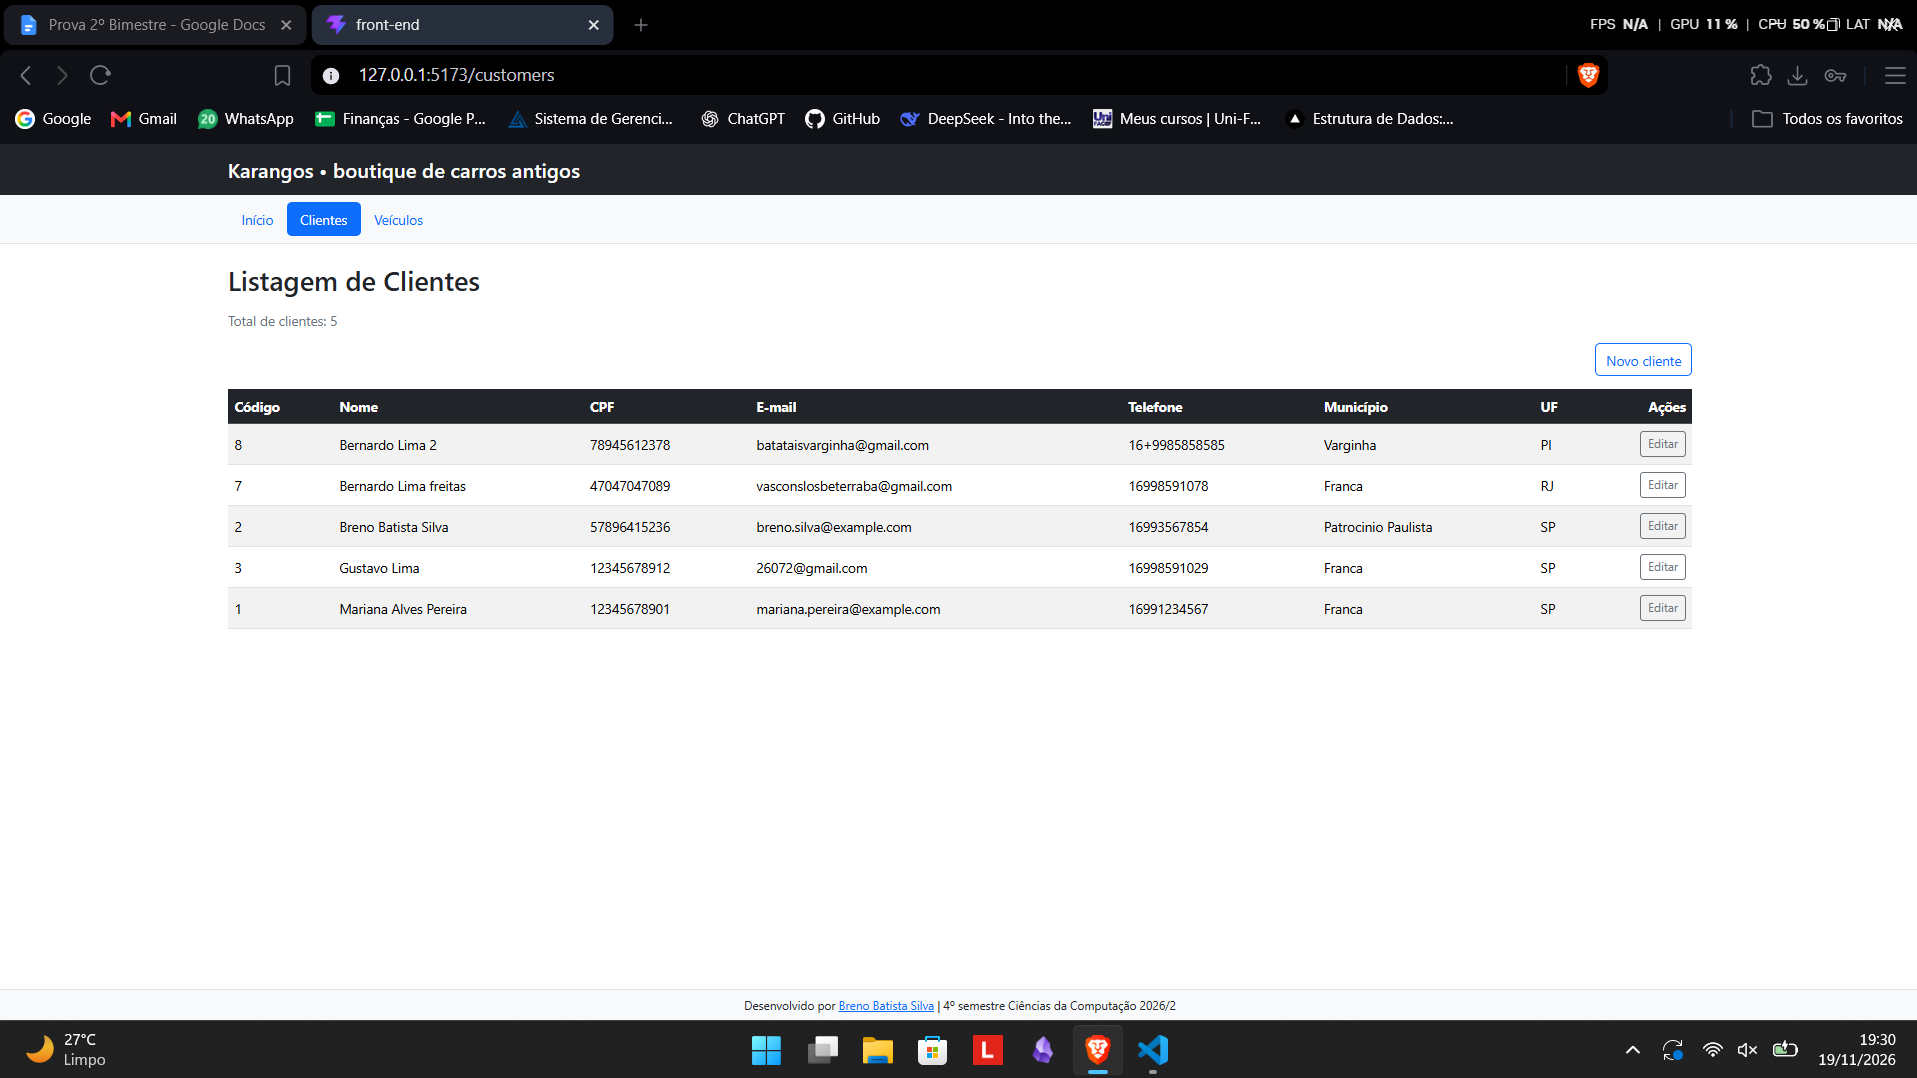 Prova 2º Bimestre - Google Docs
front-end
FPS N/A | GPU 11 % | CPU 50 % LAT N/A
127.0.0.1:5173/customers
Google
Gmail
20 WhatsApp
Finanças - Google P...
Sistema de Gerenci...
ChatGPT
GitHub
DeepSeek - Into the...
Meus cursos | Uni-F...
Estrutura de Dados:...
Todos os favoritos
Karangos • boutique de carros antigos
Início Clientes Veículos
Listagem de Clientes
Total de clientes: 5
Novo cliente
Código Nome CPF E-mail Telefone Município UF Ações
8 Bernardo Lima 2 78945612378 batataisvarginha@gmail.com 16+9985858585 Varginha PI Editar
7 Bernardo Lima freitas 47047047089 vasconslosbeterraba@gmail.com 16998591078 Franca RJ Editar
2 Breno Batista Silva 57896415236 breno.silva@example.com 16993567854 Patrocinio Paulista SP Editar
3 Gustavo Lima 12345678912 26072@gmail.com 16998591029 Franca SP Editar
1 Mariana Alves Pereira 12345678901 mariana.pereira@example.com 16991234567 Franca SP Editar
Desenvolvido por Breno Batista Silva | 4º semestre Ciências da Computação 2026/2
27°C
Limpo
L
19:30
19/11/2026